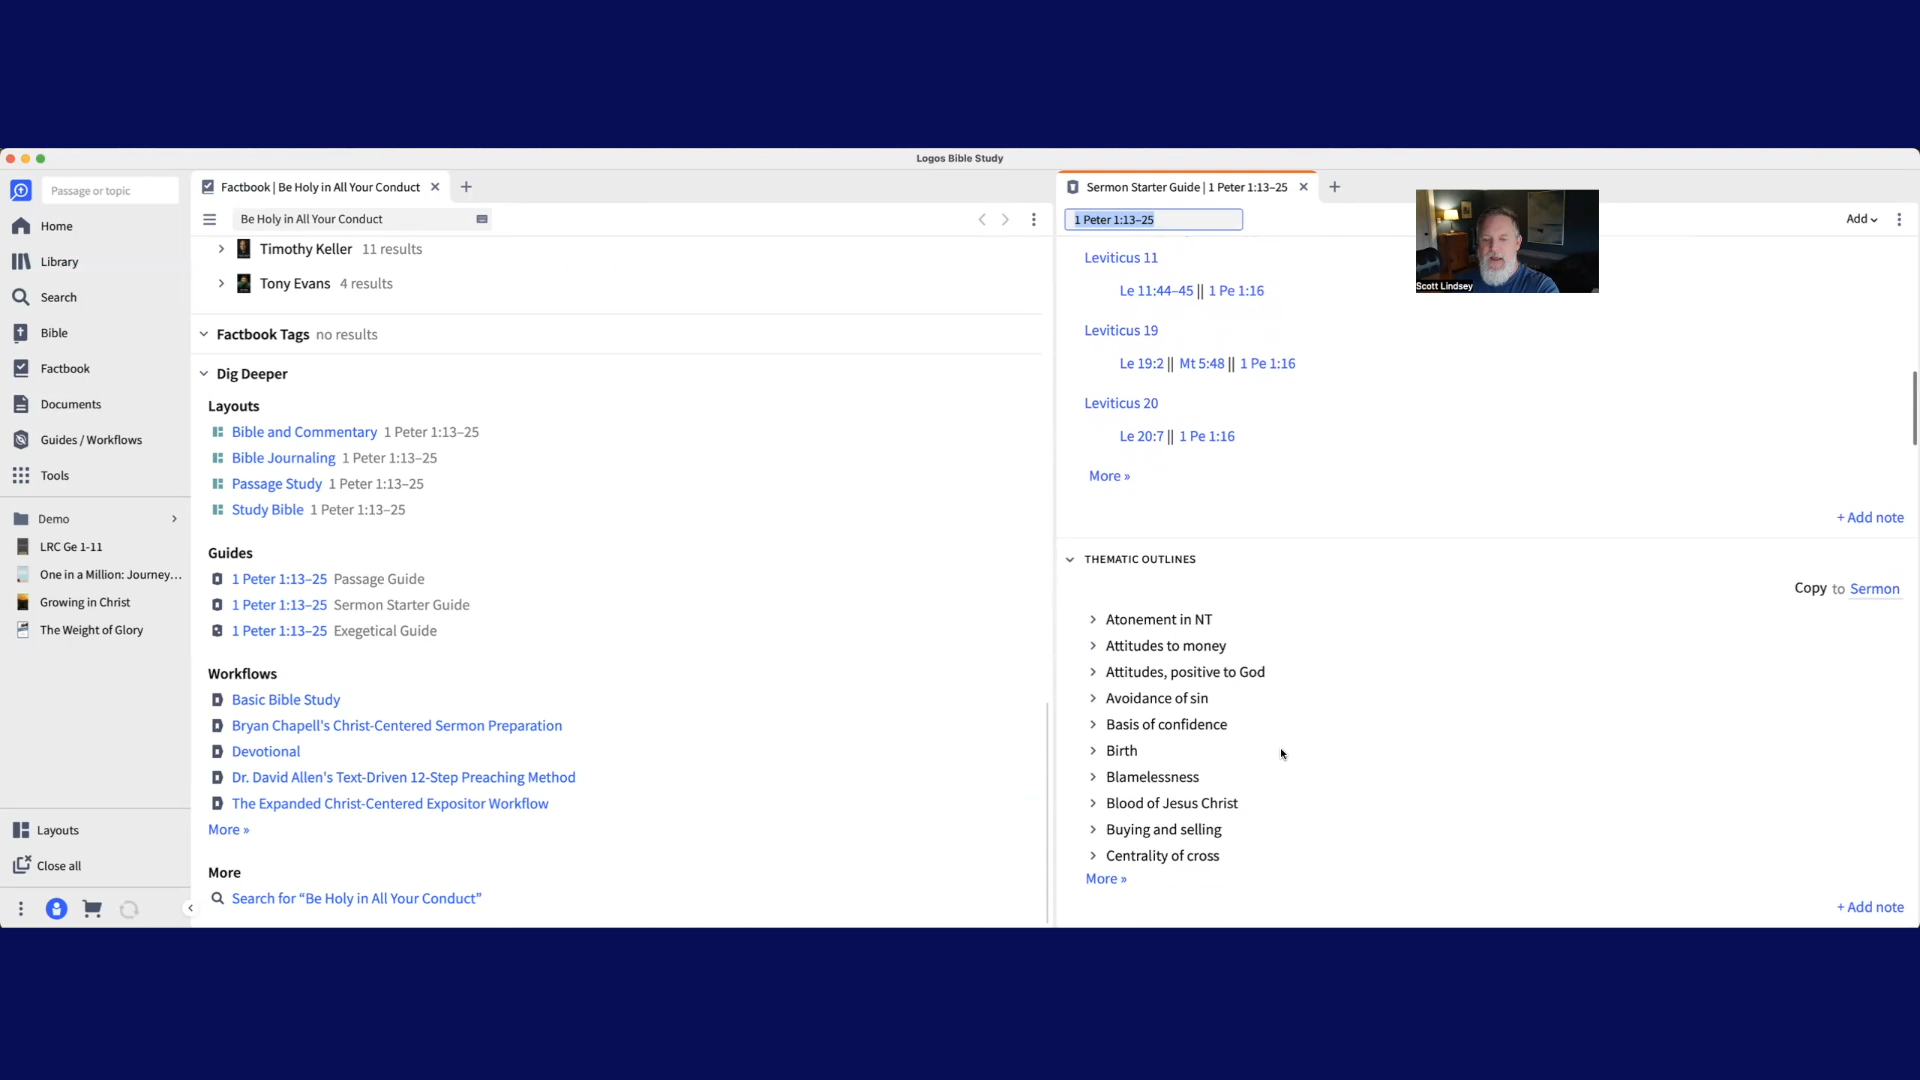 Logos Bible Study
Passage or topic
Home
Library
Search
Bible
Factbook
Documents
Guides / Workflows
Tools
Demo
LRC Ge 1-11
One in a Million: Journey…
Growing in Christ
The Weight of Glory
Layouts
Close all
Factbook | Be Holy in All Your Conduct
Be Holy in All Your Conduct
Timothy Keller 11 results
Tony Evans 4 results
Factbook Tags no results
Dig Deeper
Layouts
Bible and Commentary 1 Peter 1:13–25
Bible Journaling 1 Peter 1:13–25
Passage Study 1 Peter 1:13–25
Study Bible 1 Peter 1:13–25
Guides
1 Peter 1:13–25 Passage Guide
1 Peter 1:13–25 Sermon Starter Guide
1 Peter 1:13–25 Exegetical Guide
Workflows
Basic Bible Study
Bryan Chapell's Christ-Centered Sermon Preparation
Devotional
Dr. David Allen's Text-Driven 12-Step Preaching Method
The Expanded Christ-Centered Expositor Workflow
More »
More
Search for “Be Holy in All Your Conduct”
Sermon Starter Guide | 1 Peter 1:13–25
1 Peter 1:13–25
Add
Scott Lindsey
Leviticus 11
Le 11:44–45 || 1 Pe 1:16
Leviticus 19
Le 19:2 || Mt 5:48 || 1 Pe 1:16
Leviticus 20
Le 20:7 || 1 Pe 1:16
More »
+ Add note
THEMATIC OUTLINES
Copy to Sermon
Atonement in NT
Attitudes to money
Attitudes, positive to God
Avoidance of sin
Basis of confidence
Birth
Blamelessness
Blood of Jesus Christ
Buying and selling
Centrality of cross
More »
+ Add note